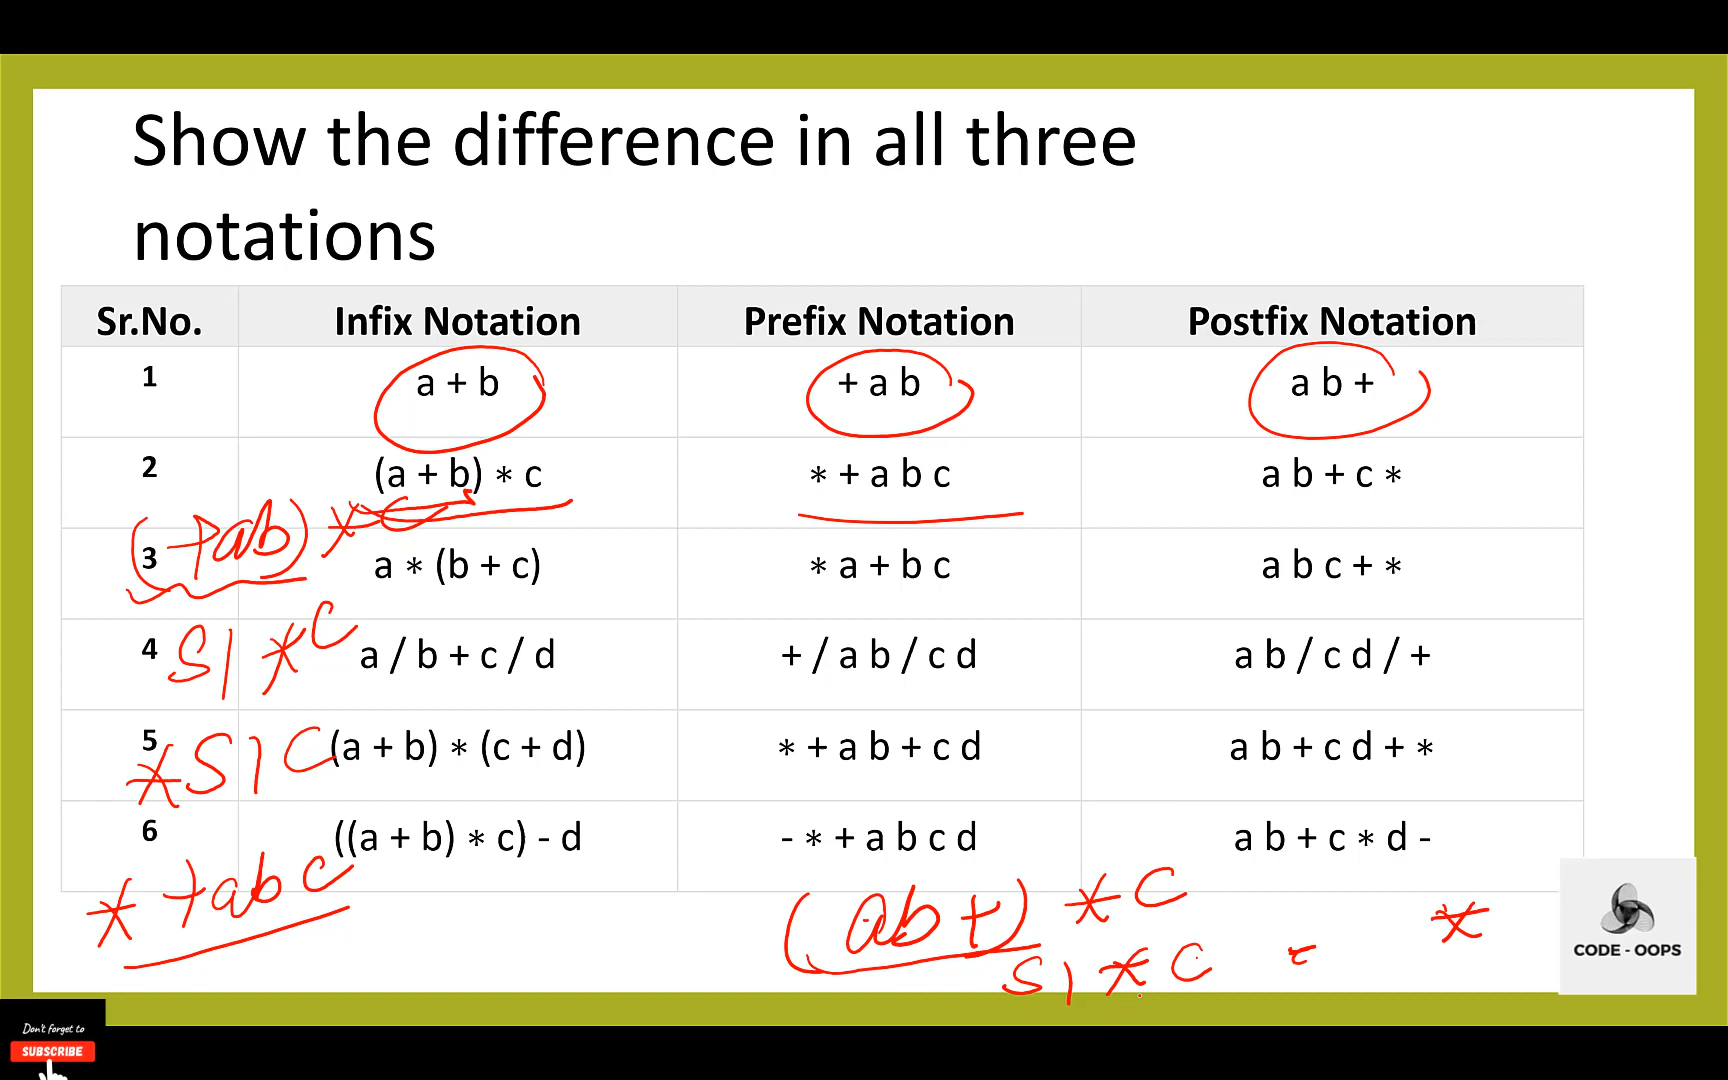 Show the difference in all three
notations
Sr.No. Infix Notation Prefix Notation Postfix Notation
1 a + b + a b a b +
2 (a + b) * c * + a b c a b + c *
(+ab) * c
3 a * (b + c) * a + b c a b c + *
S1 * C
4 a / b + c / d + / a b / c d a b / c d / +
* S1 C
5 (a + b) * (c + d) * + a b + c d a b + c d + *
6 ((a + b) * c) - d - * + a b c d a b + c * d -
* +abc
(ab+) * C
*
S1 * C
CODE - OOPS
Don't forget to
SUBSCRIBE